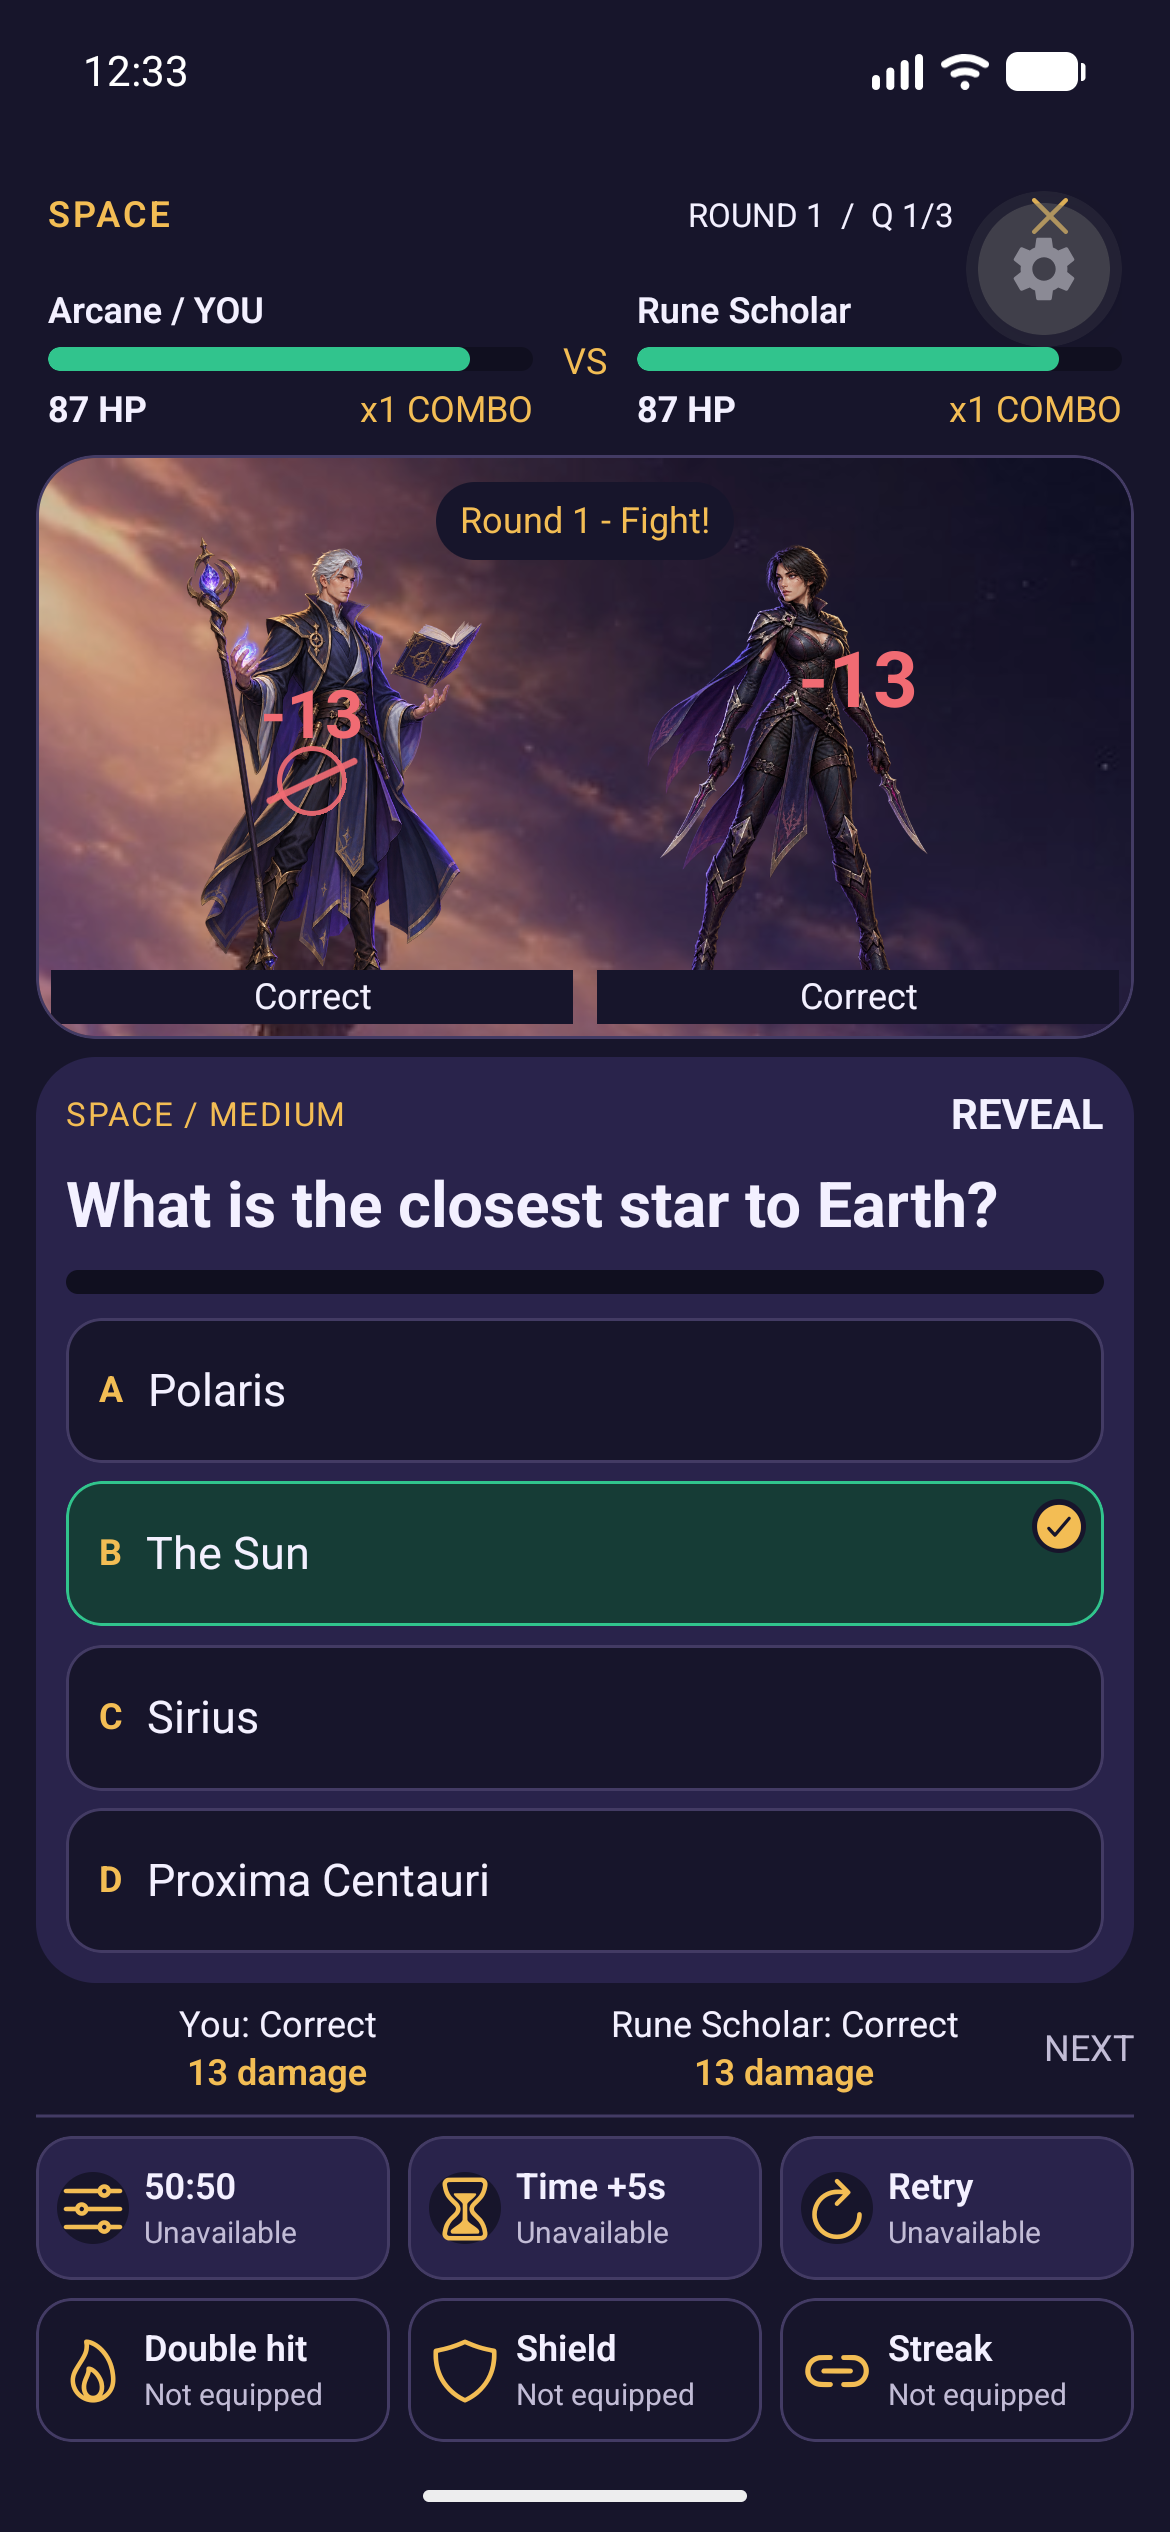 12:33
SPACE
ROUND 1 / Q 1/3
Arcane / YOU
Rune Scholar
VS
87 HP
x1 COMBO
87 HP
x1 COMBO
Round 1 - Fight!
-13
-13
Correct
Correct
SPACE / MEDIUM
REVEAL
What is the closest star to Earth?
A Polaris
B The Sun
C Sirius
D Proxima Centauri
You: Correct
13 damage
Rune Scholar: Correct
13 damage
NEXT
50:50
Unavailable
Time +5s
Unavailable
Retry
Unavailable
Double hit
Not equipped
Shield
Not equipped
Streak
Not equipped